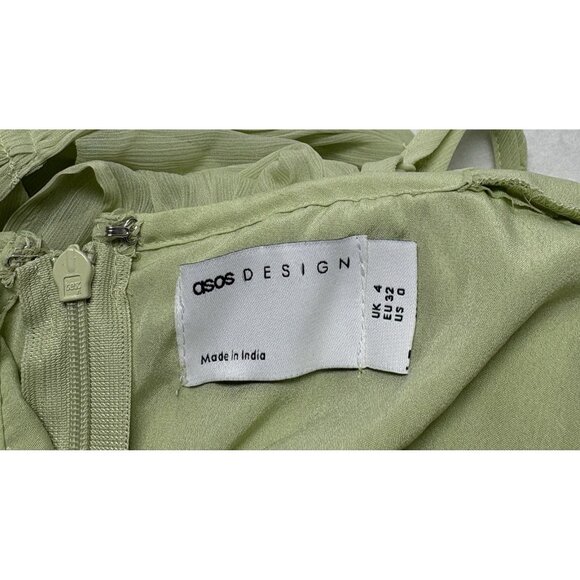 asos DESIGN
Made in India
UK 4
EU 32
US 0